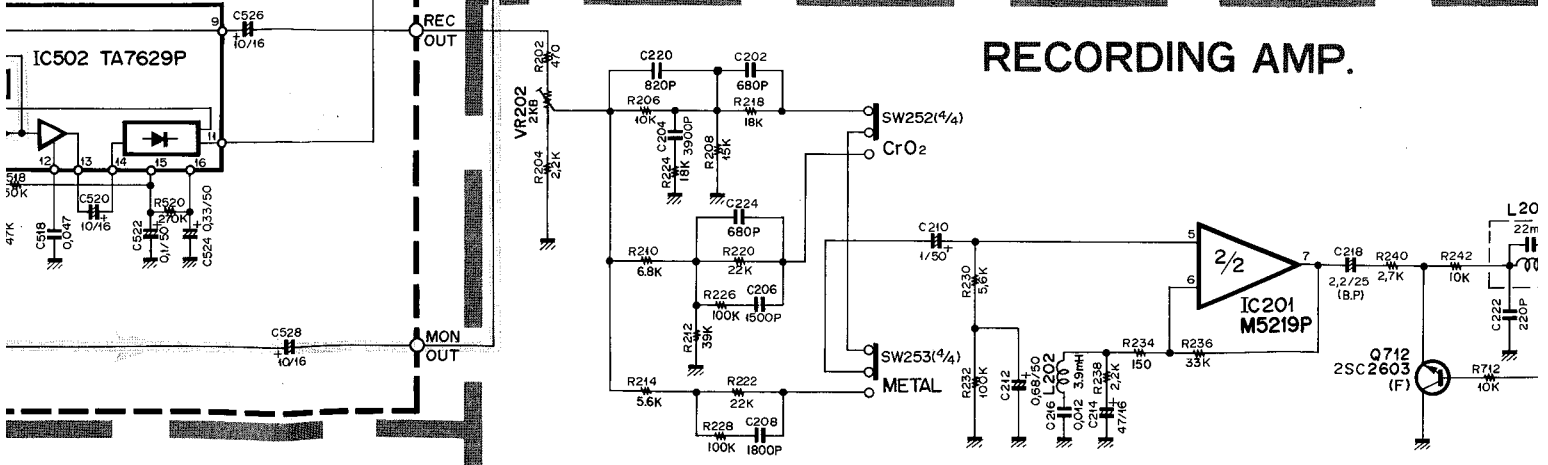 RECORDING AMP.
9
C526
10/16
REC
OUT
IC502 TA7629P
11
12
13
14
15
16
C518
0,047
C520
10/16
R520
270K
C522
0,1/50
C524 0,33/50
47K
C528
10/16
MON
OUT
R202
470
VR202
2KB
R204
2,2K
C220
820P
C202
680P
R206
10K
R218
18K
C204
3900P
R224
18K
R208
15K
SW252(4/4)
CrO2
C224
680P
R210
6.8K
R220
22K
R226
100K
C206
1500P
R212
39K
R214
5.6K
R222
22K
R228
100K
C208
1800P
SW253(4/4)
METAL
C210
1/50
R230
5,6K
R232
100K
C212
0,68/50
L202
3.9mH
C216
0,012
R238
2,2K
C214
47/16
R234
150
R236
33K
5
6
2/2
7
IC201
M5219P
C218
2,2/25
(B.P)
R240
2,7K
R242
10K
L20
22m
C222
220P
Q712
2SC2603
(F)
R712
10K